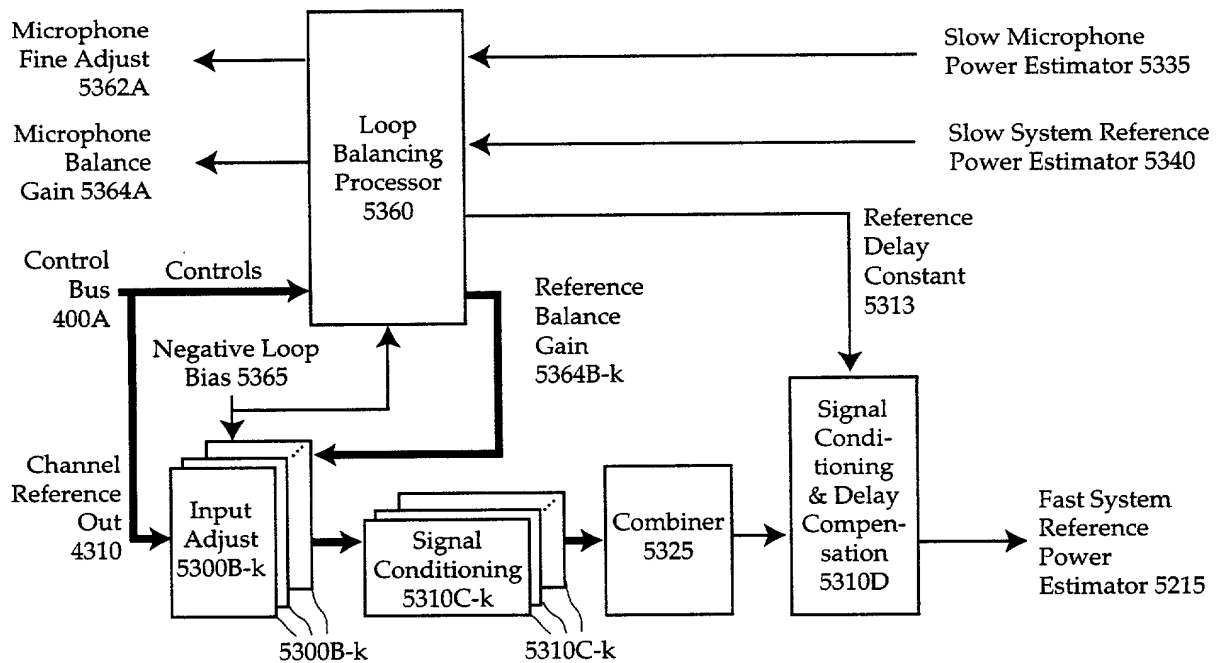 Microphone
Fine Adjust
5362A
Microphone
Balance
Gain 5364A
Loop
Balancing
Processor
5360
Slow Microphone
Power Estimator 5335
Slow System Reference
Power Estimator 5340
Reference
Delay
Constant
5313
Control
Bus
400A
Controls
Reference
Balance
Gain
5364B-k
Negative Loop
Bias 5365
Channel
Reference
Out
4310
Input
Adjust
5300B-k
5300B-k
Signal
Conditioning
5310C-k
5310C-k
Combiner
5325
Signal
Condi-
tioning
& Delay
Compen-
sation
5310D
Fast System
Reference
Power
Estimator 5215